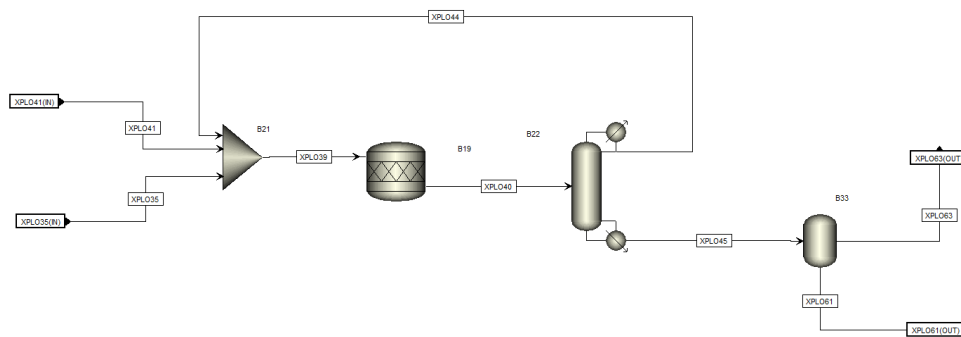 XPLO44
XPLO41(IN)
XPLO41
B21
B22
XPLO39
B19
XPLO63(OUT
XPLO40
XPLO35
B33
XPLO35(IN)
XPLO63
XPLO45
XPLO61
XPLO61(OUT)